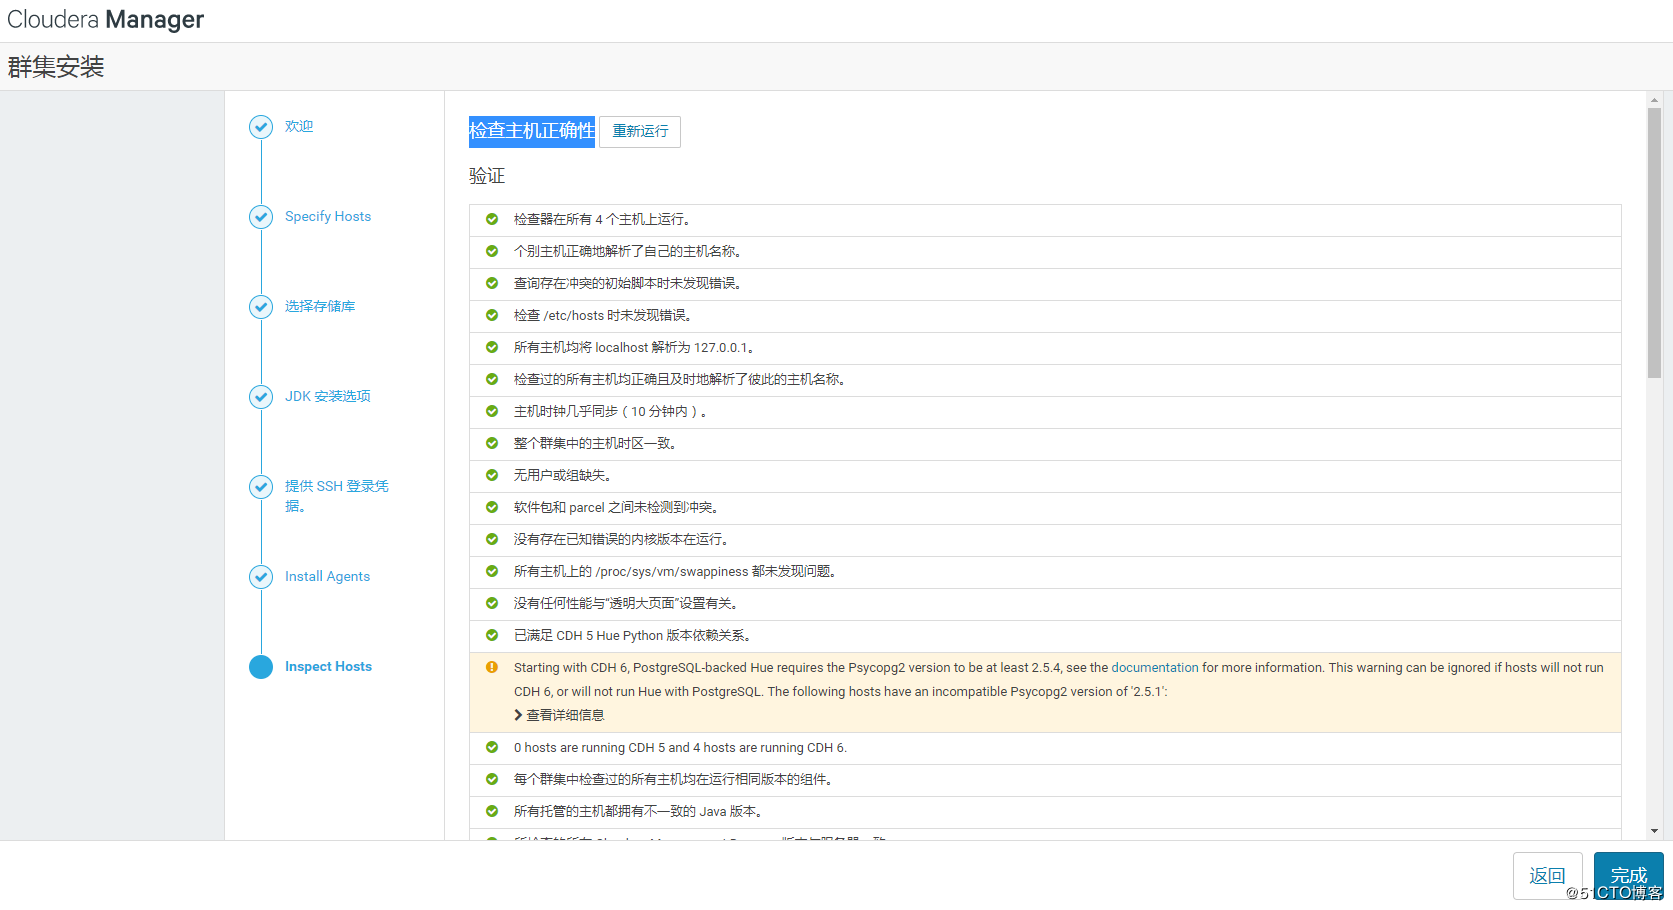 Cloudera Manager
群集安装
欢迎
Specify Hosts
选择存储库
JDK 安装选项
提供 SSH 登录凭
据。
Install Agents
Inspect Hosts
检查主机正确性 重新运行
验证
检查器在所有 4 个主机上运行。
个别主机正确地解析了自己的主机名称。
查询存在冲突的初始脚本时未发现错误。
检查 /etc/hosts 时未发现错误。
所有主机均将 localhost 解析为 127.0.0.1。
检查过的所有主机均正确且及时地解析了彼此的主机名称。
主机时钟几乎同步（10 分钟内）。
整个群集中的主机时区一致。
无用户或组缺失。
软件包和 parcel 之间未检测到冲突。
没有存在已知错误的内核版本在运行。
所有主机上的 /proc/sys/vm/swappiness 都未发现问题。
没有任何性能与“透明大页面”设置有关。
已满足 CDH 5 Hue Python 版本依赖关系。
Starting with CDH 6, PostgreSQL-backed Hue requires the Psycopg2 version to be at least 2.5.4, see the documentation for more information. This warning can be ignored if hosts will not run
CDH 6, or will not run Hue with PostgreSQL. The following hosts have an incompatible Psycopg2 version of '2.5.1':
查看详细信息
0 hosts are running CDH 5 and 4 hosts are running CDH 6.
每个群集中检查过的所有主机均在运行相同版本的组件。
所有托管的主机都拥有不一致的 Java 版本。
返回
完成
@51CTO博客